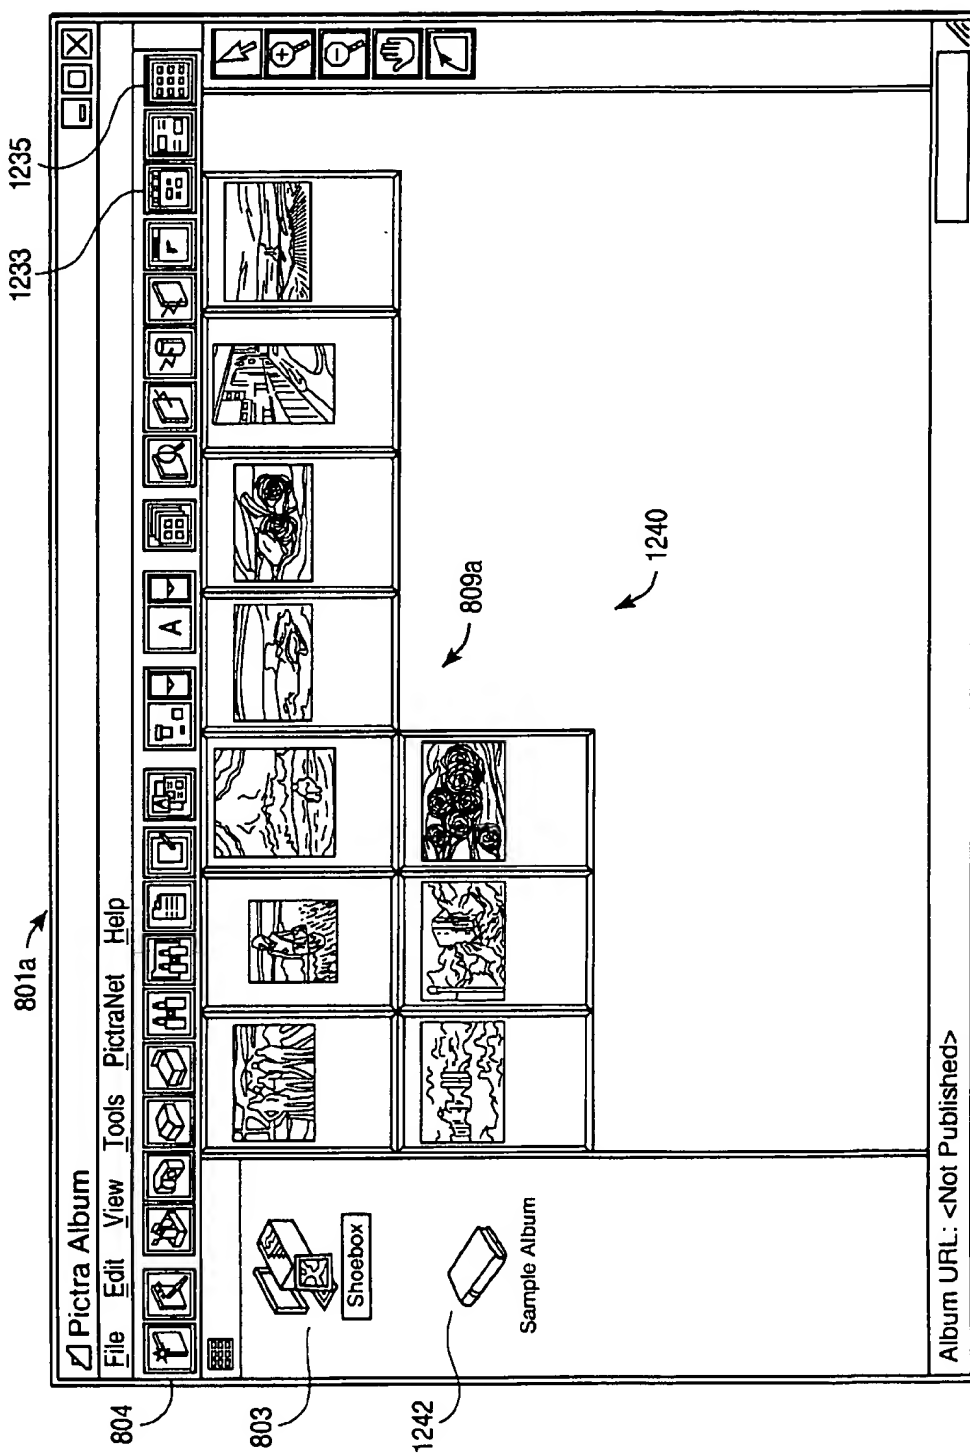 801a
1233
1235
Pictra Album
File Edit View Tools PictraNet Help
A
804
803
Shoebox
1242
Sample Album
809a
1240
Album URL: <Not Published>